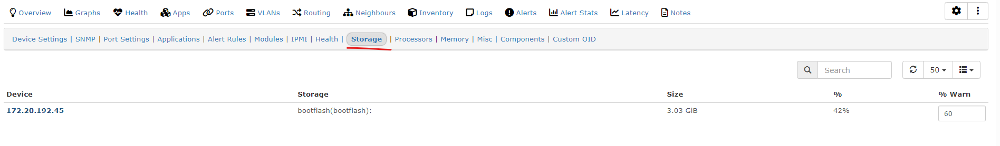 Overview Graphs Health Apps Ports VLANs Routing Neighbours Inventory Logs Alerts Alert Stats Latency Notes
Device Settings | SNMP | Port Settings | Applications | Alert Rules | Modules | IPMI | Health | Storage | Processors | Memory | Misc | Components | Custom OID
Search 50
Device Storage Size % % Warn
172.20.192.45 bootflash(bootflash): 3.03 GiB 42% 60